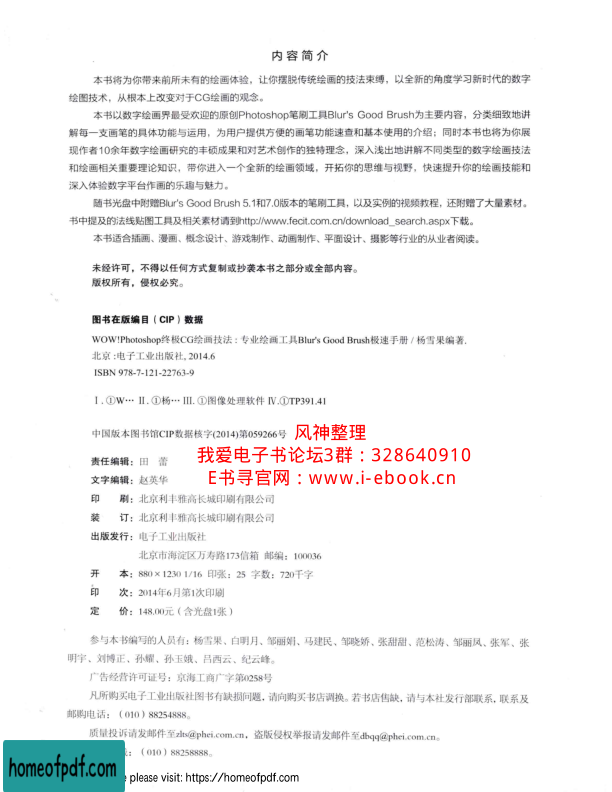 内 容 简 介
本书将为你带来前所未有的绘画体验，让你摆脱传统绘画的技法束缚，以全新的角度学习新时代的数字
绘图技术，从根本上改变对于CG绘画的观念。
本书以数字绘画界最受欢迎的原创Photoshop笔刷工具Blur's Good Brush为主要内容，分类细致地讲
解每一支画笔的具体功能与运用，为用户提供方便的画笔功能速查和基本使用的介绍；同时本书也将为你展
现作者10余年数字绘画研究的丰硕成果和对艺术创作的独特理念，深入浅出地讲解不同类型的数字绘画技法
和绘画相关重要理论知识，带你进入一个全新的绘画领域，开拓你的思维与视野，快速提升你的绘画技能和
深入体验数字平台作画的乐趣与魅力。
随书光盘中附赠Blur's Good Brush 5.1和7.0版本的笔刷工具，以及实例的视频教程，还附赠了大量素材。
书中提及的法线贴图工具及相关素材请到http://www.fecit.com.cn/download_search.aspx下载。
本书适合插画、漫画、概念设计、游戏制作、动画制作、平面设计、摄影等行业的从业者阅读。
未经许可，不得以任何方式复制或抄袭本书之部分或全部内容。
版权所有，侵权必究。
图书在版编目（CIP）数据
WOW!Photoshop终极CG绘画技法：专业绘画工具Blur's Good Brush极速手册 / 杨雪果编著.
北京：电子工业出版社, 2014.6
ISBN 978-7-121-22763-9
Ⅰ. ①W… Ⅱ. ①杨… Ⅲ. ①图像处理软件 Ⅳ.①TP391.41
中国版本图书馆CIP数据核字(2014)第059266号
风神整理
我爱电子书论坛3群：328640910
E书寻官网：www.i-ebook.cn
责任编辑：田　蕾
文字编辑：赵英华
印　　刷：北京利丰雅高长城印刷有限公司
装　　订：北京利丰雅高长城印刷有限公司
出版发行：电子工业出版社
北京市海淀区万寿路173信箱 邮编：100036
开　　本：880×1230 1/16 印张：25 字数：720千字
印　　次：2014年6月第1次印刷
定　　价：148.00元（含光盘1张）
参与本书编写的人员有：杨雪果、白明月、邹丽娟、马建民、邹晓娇、张甜甜、范松涛、邹丽凤、张军、张
明宇、刘博正、孙耀、孙玉娥、吕西云、纪云峰。
广告经营许可证号：京海工商广字第0258号
凡所购买电子工业出版社图书有缺损问题，请向购买书店调换。若书店售缺，请与本社发行部联系，联系及
邮购电话：（010）88254888。
质量投诉请发邮件至zlts@phei.com.cn，盗版侵权举报请发邮件至dbqq@phei.com.cn。
：（010）88258888。
homeofpdf.com
please visit: https://homeofpdf.com